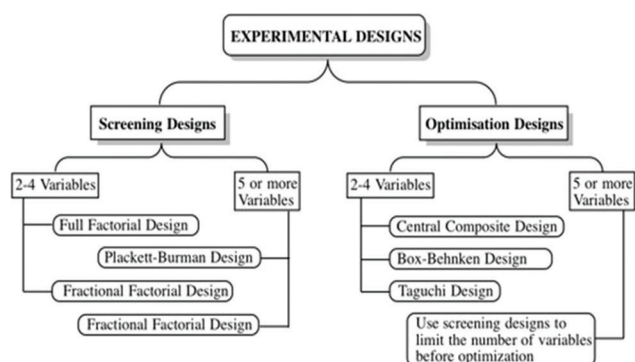 EXPERIMENTAL DESIGNS
Screening Designs
Optimisation Designs
2-4 Variables
5 or more
Variables
2-4 Variables
5 or more
Variables
Full Factorial Design
Plackett-Burman Design
Fractional Factorial Design
Fractional Factorial Design
Central Composite Design
Box-Behnken Design
Taguchi Design
Use screening designs to
limit the number of variables
before optimization